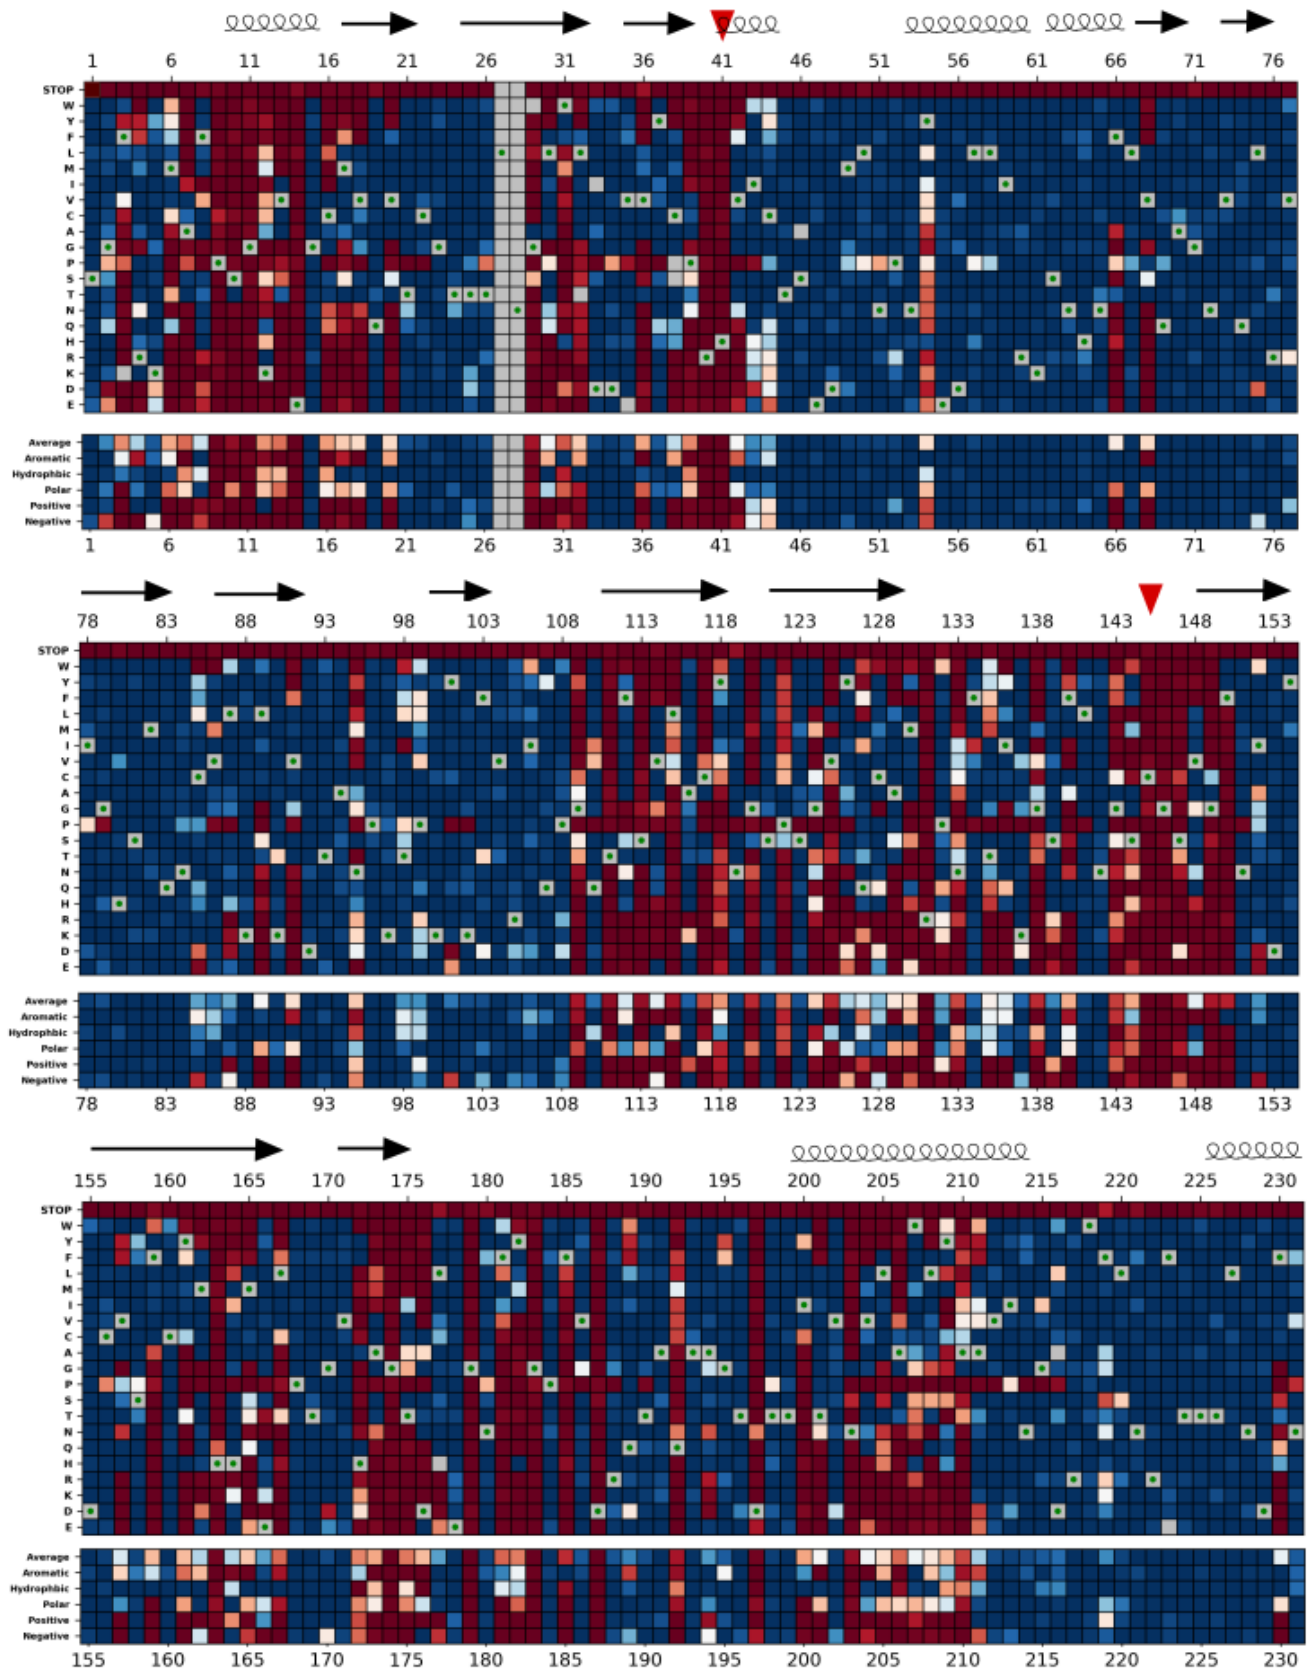 1 6 11 16 21 26 31 36 41 46 51 56 61 66 71 76
STOP
W
Y
F
L
M
I
V
C
A
G
P
S
T
N
Q
H
R
K
D
E
Average
Aromatic
Hydrophbic
Polar
Positive
Negative
1 6 11 16 21 26 31 36 41 46 51 56 61 66 71 76
78 83 88 93 98 103 108 113 118 123 128 133 138 143 148 153
STOP
W
Y
F
L
M
I
V
C
A
G
P
S
T
N
Q
H
R
K
D
E
Average
Aromatic
Hydrophbic
Polar
Positive
Negative
78 83 88 93 98 103 108 113 118 123 128 133 138 143 148 153
155 160 165 170 175 180 185 190 195 200 205 210 215 220 225 230
STOP
W
Y
F
L
M
I
V
C
A
G
P
S
T
N
Q
H
R
K
D
E
Average
Aromatic
Hydrophbic
Polar
Positive
Negative
155 160 165 170 175 180 185 190 195 200 205 210 215 220 225 230